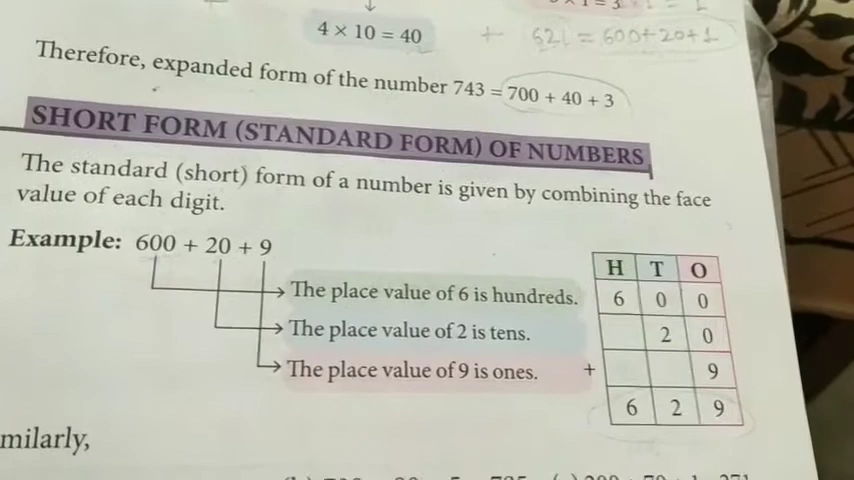 4 × 10 = 40
621 = 600+20+1
Therefore, expanded form of the number 743 = 700 + 40 + 3
SHORT FORM (STANDARD FORM) OF NUMBERS
The standard (short) form of a number is given by combining the face
value of each digit.
Example: 600 + 20 + 9
The place value of 6 is hundreds.
The place value of 2 is tens.
The place value of 9 is ones.
H T O
6 0 0
2 0
+ 9
6 2 9
milarly,